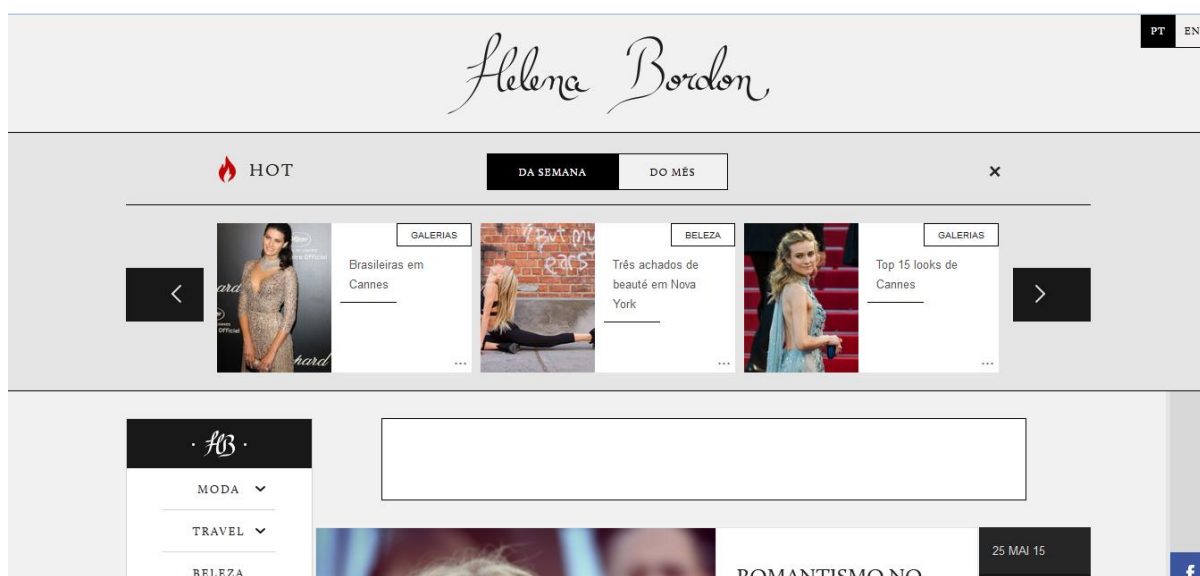 PT EN
Helena Bordon,
HOT
DA SEMANA DO MÊS
GALERIAS
Brasileiras em
Cannes
...
BELEZA
Três achados de
beauté em Nova
York
...
GALERIAS
Top 15 looks de
Cannes
...
· HB ·
MODA
TRAVEL
BELEZA
25 MAI 15
ROMANTISMO NO
f